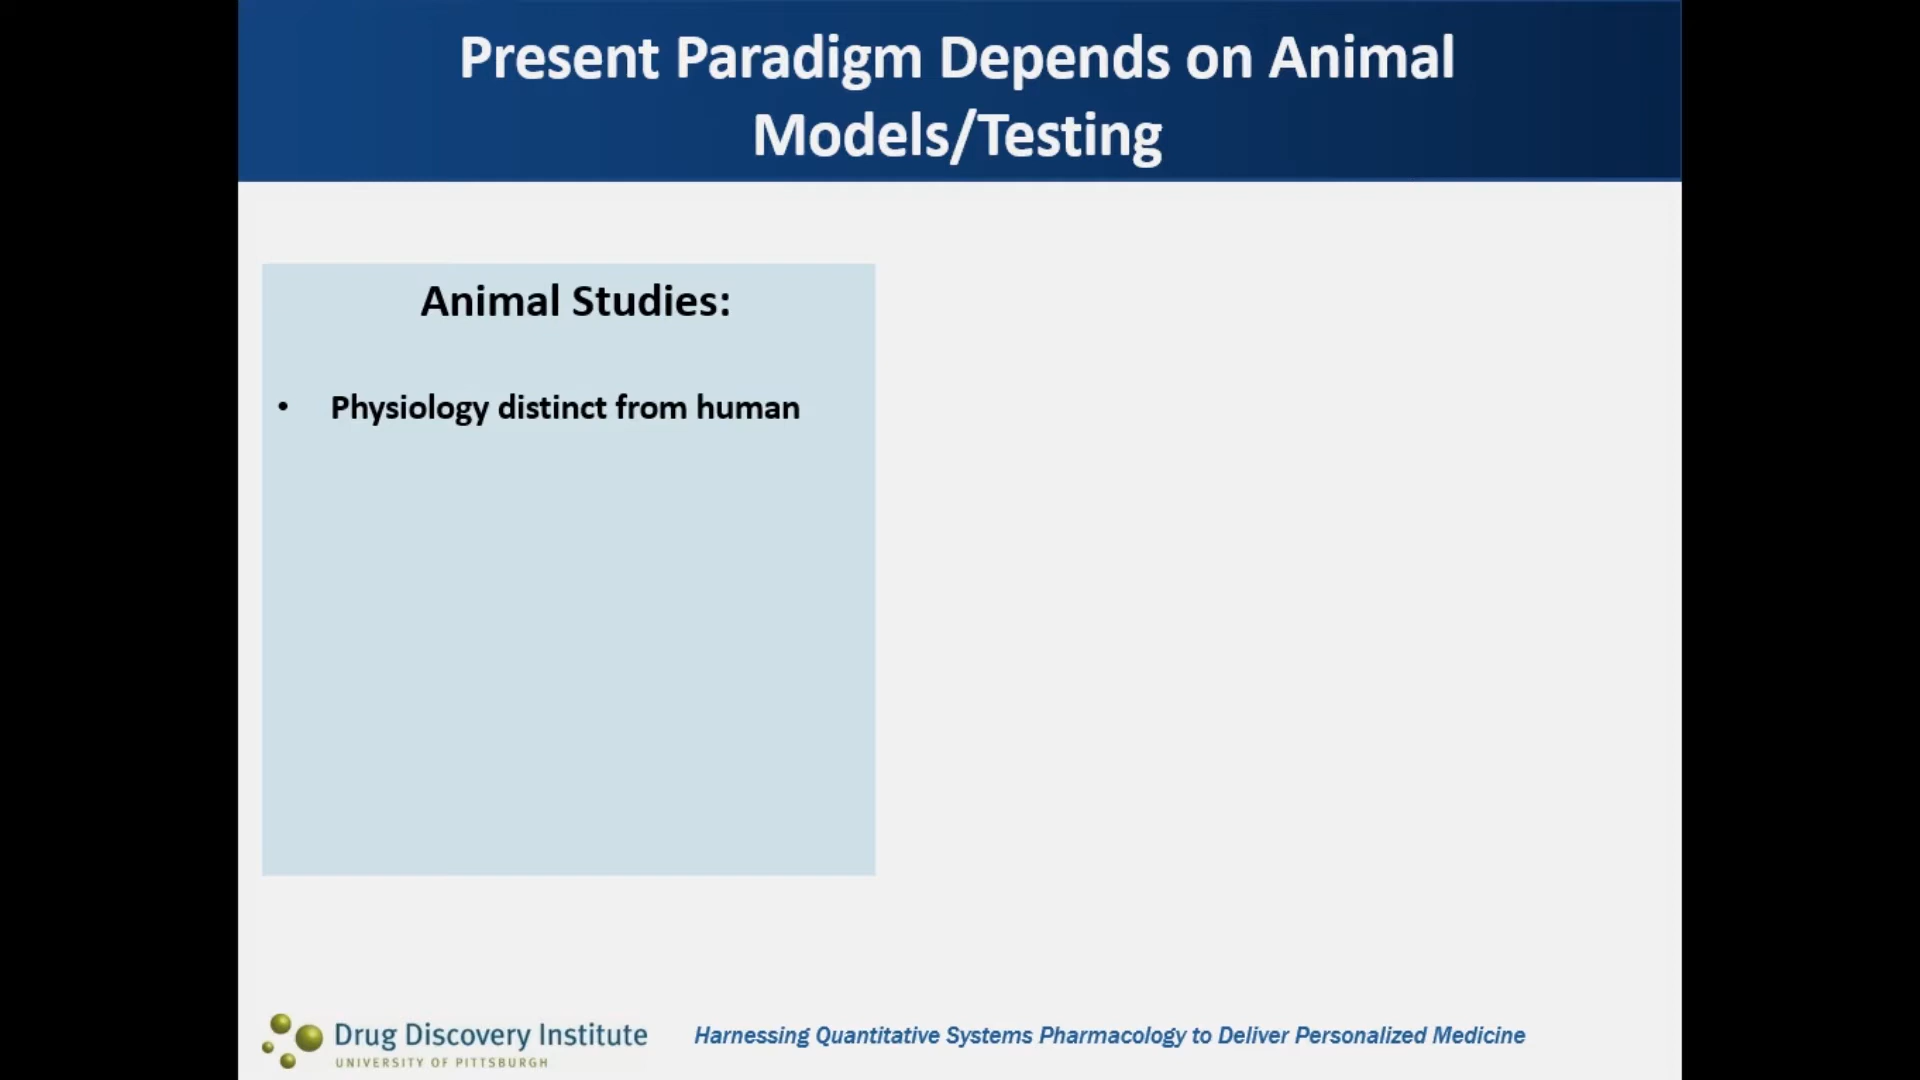 Present Paradigm Depends on Animal
Models/Testing
Animal Studies:
• Physiology distinct from human
Drug Discovery Institute
UNIVERSITY OF PITTSBURGH
Harnessing Quantitative Systems Pharmacology to Deliver Personalized Medicine